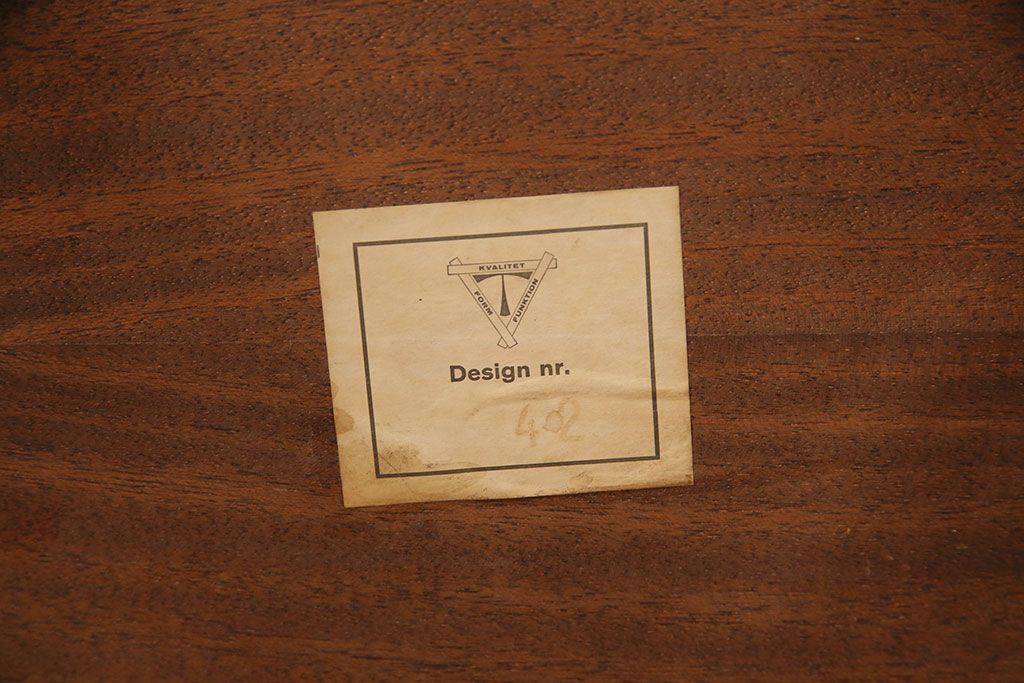 KVALITET
FORM
FUNKTION
Design nr.
402